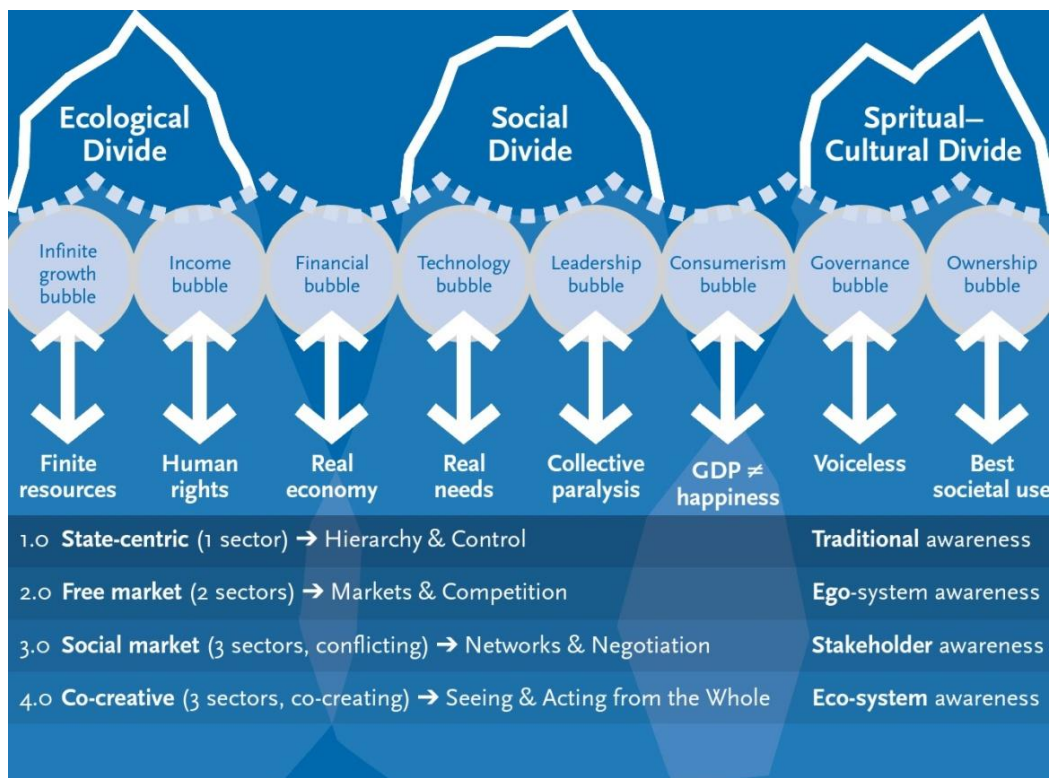 Ecological
Divide
Social
Divide
Spritual–
Cultural Divide
Infinite
growth
bubble
Income
bubble
Financial
bubble
Technology
bubble
Leadership
bubble
Consumerism
bubble
Governance
bubble
Ownership
bubble
Finite
resources
Human
rights
Real
economy
Real
needs
Collective
paralysis
GDP ≠
happiness
Voiceless
Best
societal use
1.0 State-centric (1 sector) ➔ Hierarchy & Control Traditional awareness
2.0 Free market (2 sectors) ➔ Markets & Competition Ego-system awareness
3.0 Social market (3 sectors, conflicting) ➔ Networks & Negotiation Stakeholder awareness
4.0 Co-creative (3 sectors, co-creating) ➔ Seeing & Acting from the Whole Eco-system awareness